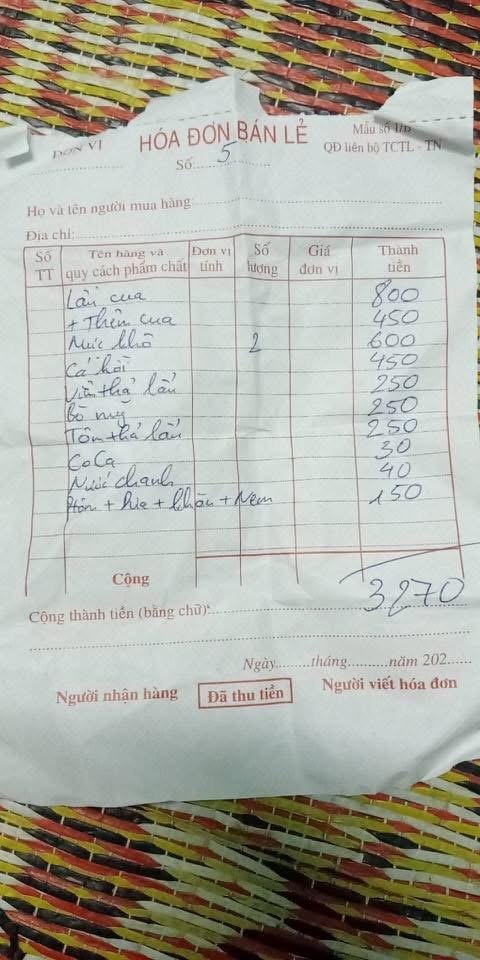 ĐƠN VỊ HÓA ĐƠN BÁN LẺ Mẫu số 1/B
Số: 5 QĐ liên bộ TCTL - TN
Họ và tên người mua hàng:
Địa chỉ:
Số TT Tên hàng và quy cách phẩm chất Đơn vị tính Số lượng Giá đơn vị Thành tiền
Lẩu cua 800
+ Thêm cua 450
Mực khô 2 600
Cá hồi 450
Viên thả lẩu 250
Bò mỹ 250
Tôm thả lẩu 250
CoCa 30
Nước chanh 40
+ bia + khăn + Nem 150
Cộng 3270
Cộng thành tiền (bằng chữ):
Ngày.........tháng..........năm 202......
Người nhận hàng Đã thu tiền Người viết hóa đơn